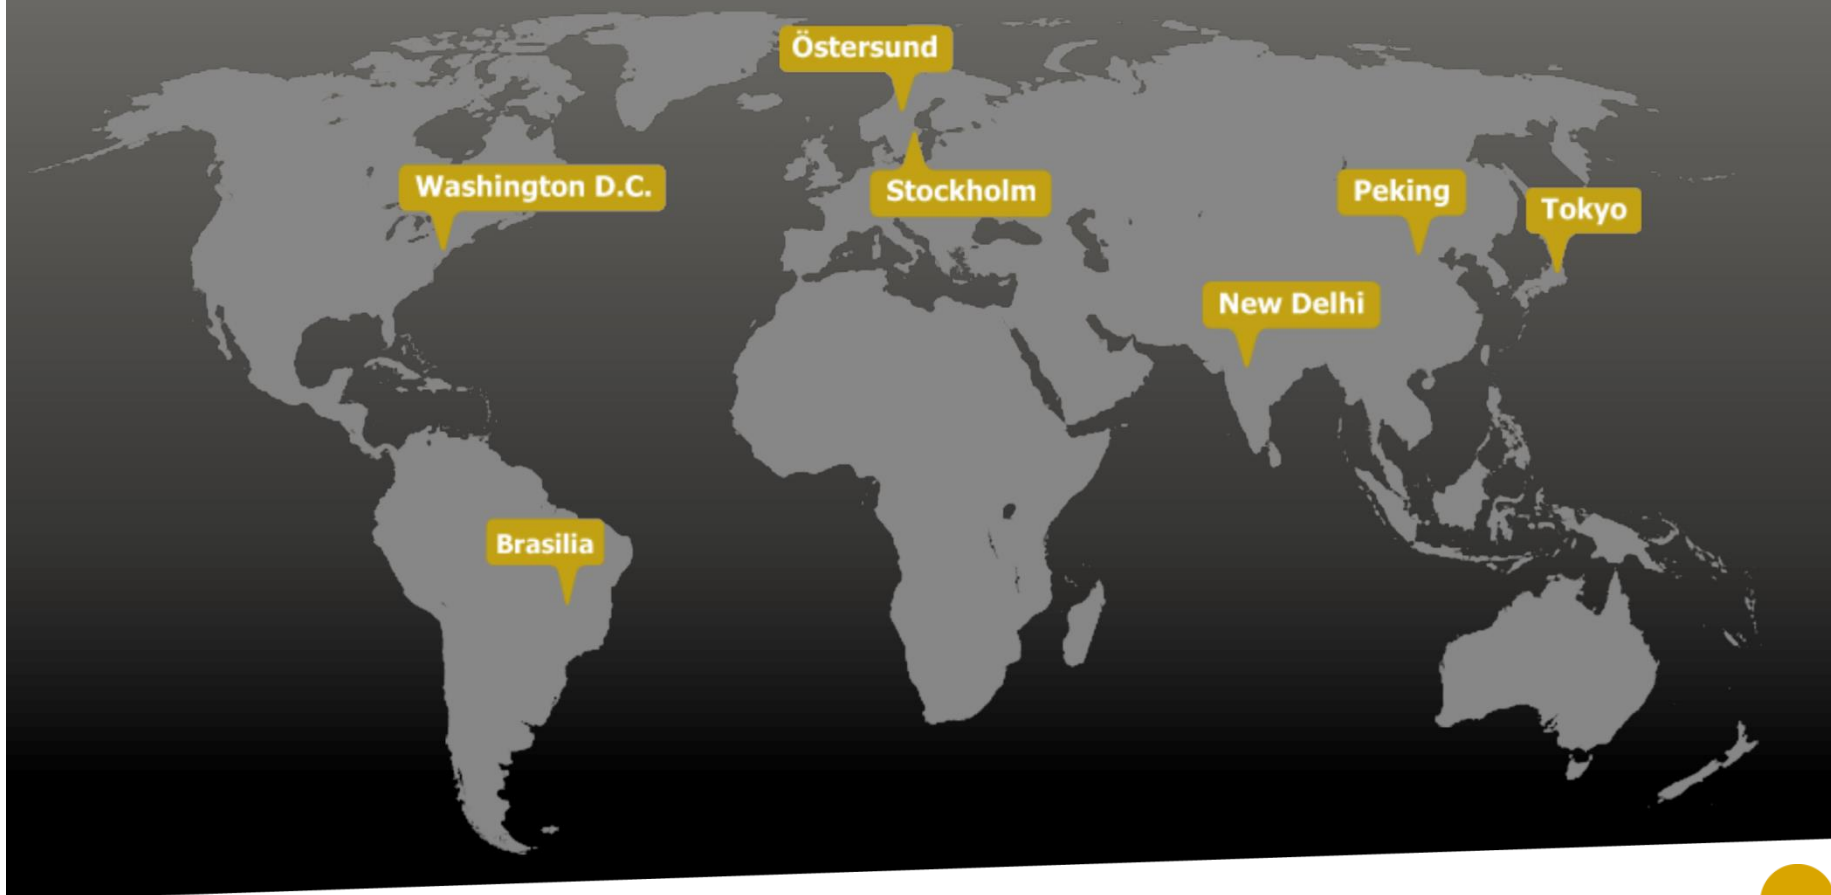 Östersund
Washington D.C.
Stockholm
Peking
Tokyo
New Delhi
Brasilia